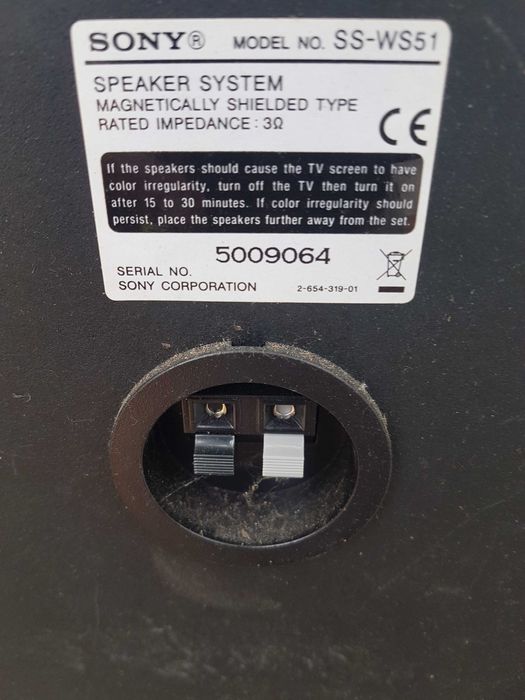 SONY® MODEL NO. SS-WS51
SPEAKER SYSTEM
MAGNETICALLY SHIELDED TYPE
RATED IMPEDANCE : 3Ω
CE
If the speakers should cause the TV screen to have
color irregularity, turn off the TV then turn it on
after 15 to 30 minutes. If color irregularity should
persist, place the speakers further away from the set.
5009064
SERIAL NO.
SONY CORPORATION 2-654-319-01